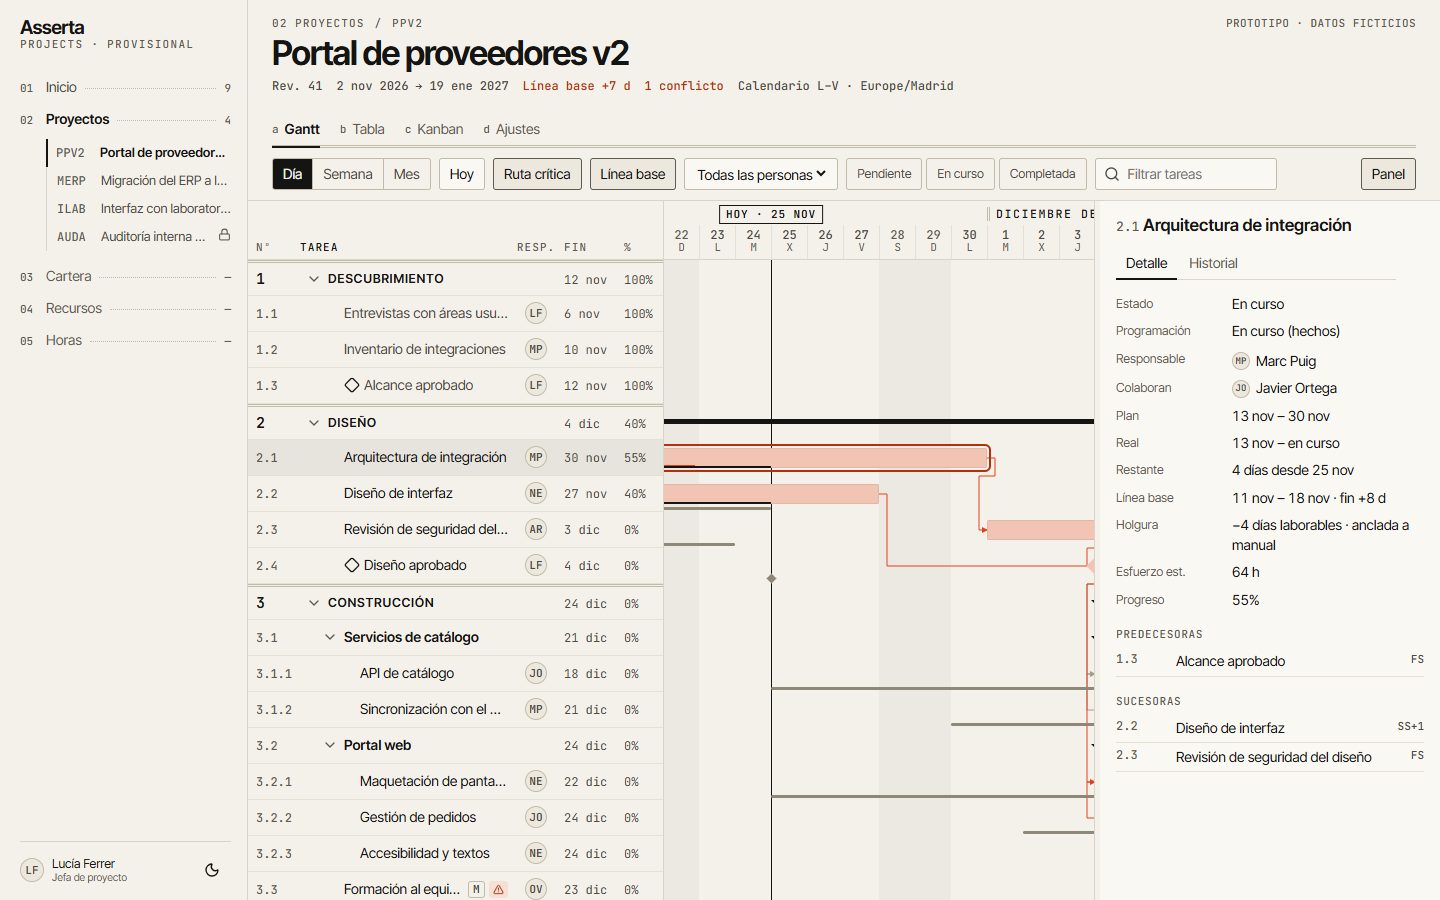 Asserta
PROJECTS · PROVISIONAL
01 Inicio 9
02 Proyectos 4
PPV2 Portal de proveedor...
MERP Migración del ERP a l...
ILAB Interfaz con laborator...
AUDA Auditoría interna ...
03 Cartera –
04 Recursos –
05 Horas –
LF Lucía Ferrer
Jefa de proyecto
02 PROYECTOS / PPV2
PROTOTIPO · DATOS FICTICIOS
Portal de proveedores v2
Rev. 41 2 nov 2026 → 19 ene 2027 Línea base +7 d 1 conflicto Calendario L-V · Europe/Madrid
a Gantt b Tabla c Kanban d Ajustes
Día Semana Mes Hoy Ruta crítica Línea base Todas las personas Pendiente En curso Completada Filtrar tareas Panel
HOY · 25 NOV DICIEMBRE DE
22 23 24 25 26 27 28 29 30 1 2 3
D L M X J V S D L M X J
N° TAREA RESP. FIN %
1 DESCUBRIMIENTO 12 nov 100%
1.1 Entrevistas con áreas usu... LF 6 nov 100%
1.2 Inventario de integraciones MP 10 nov 100%
1.3 Alcance aprobado LF 12 nov 100%
2 DISEÑO 4 dic 40%
2.1 Arquitectura de integración MP 30 nov 55%
2.2 Diseño de interfaz NE 27 nov 40%
2.3 Revisión de seguridad del... AR 3 dic 0%
2.4 Diseño aprobado LF 4 dic 0%
3 CONSTRUCCIÓN 24 dic 0%
3.1 Servicios de catálogo 21 dic 0%
3.1.1 API de catálogo JO 18 dic 0%
3.1.2 Sincronización con el ... MP 21 dic 0%
3.2 Portal web 24 dic 0%
3.2.1 Maquetación de panta... NE 22 dic 0%
3.2.2 Gestión de pedidos JO 24 dic 0%
3.2.3 Accesibilidad y textos NE 24 dic 0%
3.3 Formación al equi... M OV 23 dic 0%
2.1 Arquitectura de integración
Detalle Historial
Estado En curso
Programación En curso (hechos)
Responsable MP Marc Puig
Colaboran JO Javier Ortega
Plan 13 nov – 30 nov
Real 13 nov – en curso
Restante 4 días desde 25 nov
Línea base 11 nov – 18 nov · fin +8 d
Holgura −4 días laborables · anclada a
manual
Esfuerzo est. 64 h
Progreso 55%
PREDECESORAS
1.3 Alcance aprobado FS
SUCESORAS
2.2 Diseño de interfaz SS+1
2.3 Revisión de seguridad del diseño FS